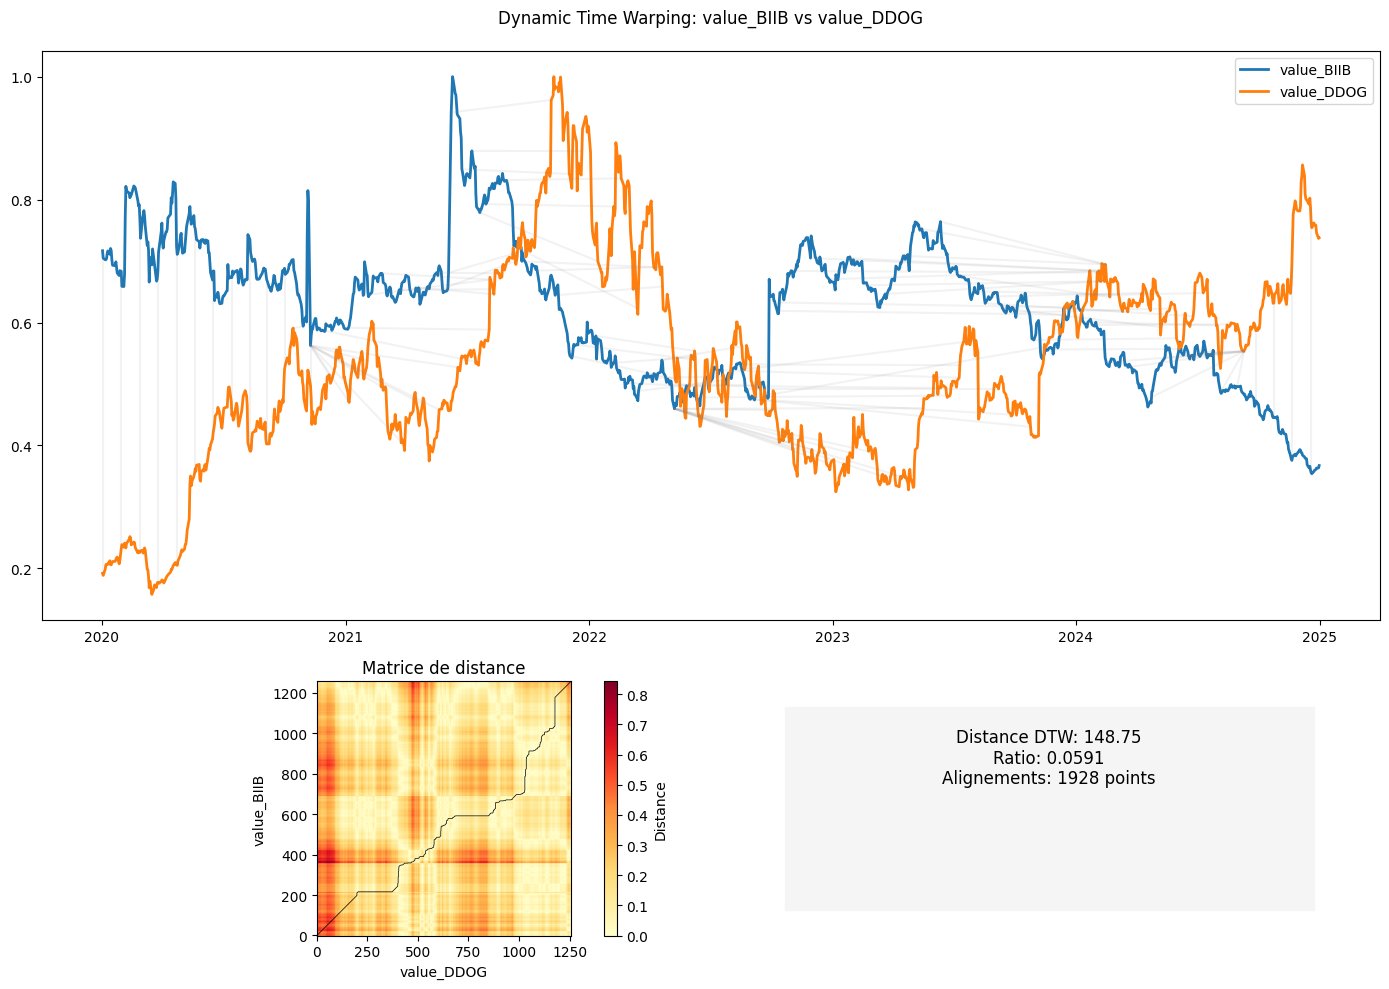 Dynamic Time Warping: value_BIIB vs value_DDOG
value_BIIB
value_DDOG
1.0
0.8
0.6
0.4
0.2
2020 2021 2022 2023 2024 2025
Matrice de distance
value_BIIB
1200
1000
800
600
400
200
0
0 250 500 750 1000 1250
value_DDOG
0.8
0.7
0.6
0.5
0.4
0.3
0.2
0.1
0.0
Distance
Distance DTW: 148.75
Ratio: 0.0591
Alignements: 1928 points